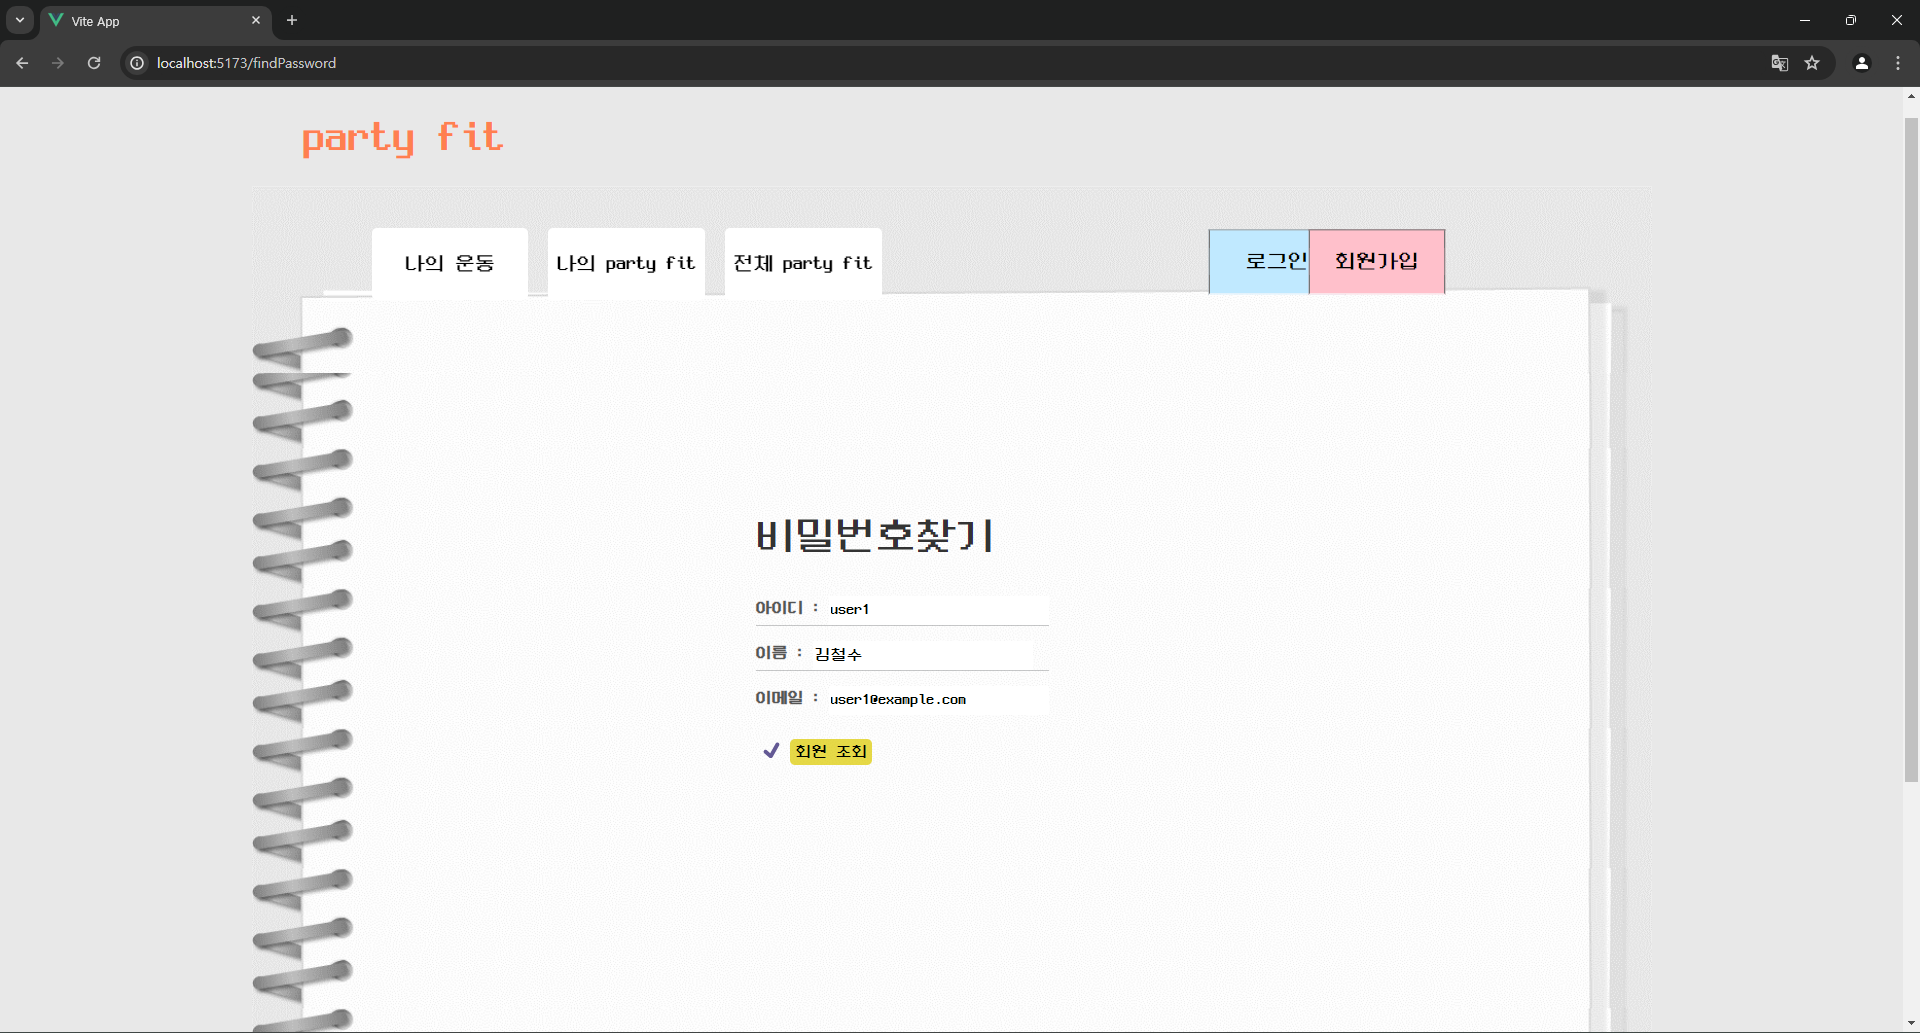 Vite App
localhost:5173/findPassword
party fit
나의 운동
나의 party fit
전체 party fit
로그인
회원가입
비밀번호찾기
아이디 : user1
이름 : 김철수
이메일 : user1@example.com
회원 조회